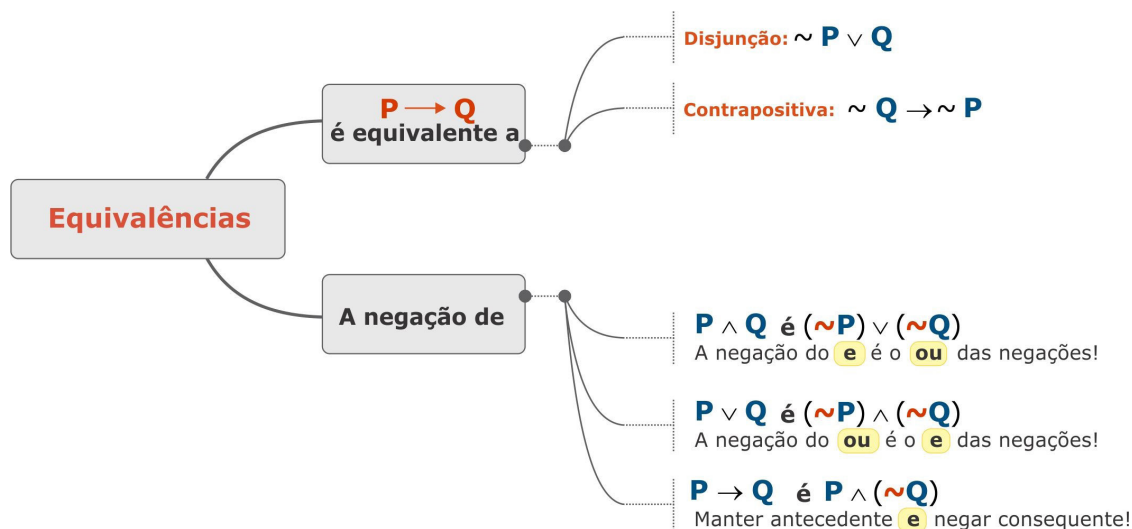 Equivalências
P → Q
é equivalente a
Disjunção: ~ P ∨ Q
Contrapositiva: ~ Q → ~ P
A negação de
P ∧ Q é (~P) ∨ (~Q)
A negação do e é o ou das negações!
P ∨ Q é (~P) ∧ (~Q)
A negação do ou é o e das negações!
P → Q é P ∧ (~Q)
Manter antecedente e negar consequente!